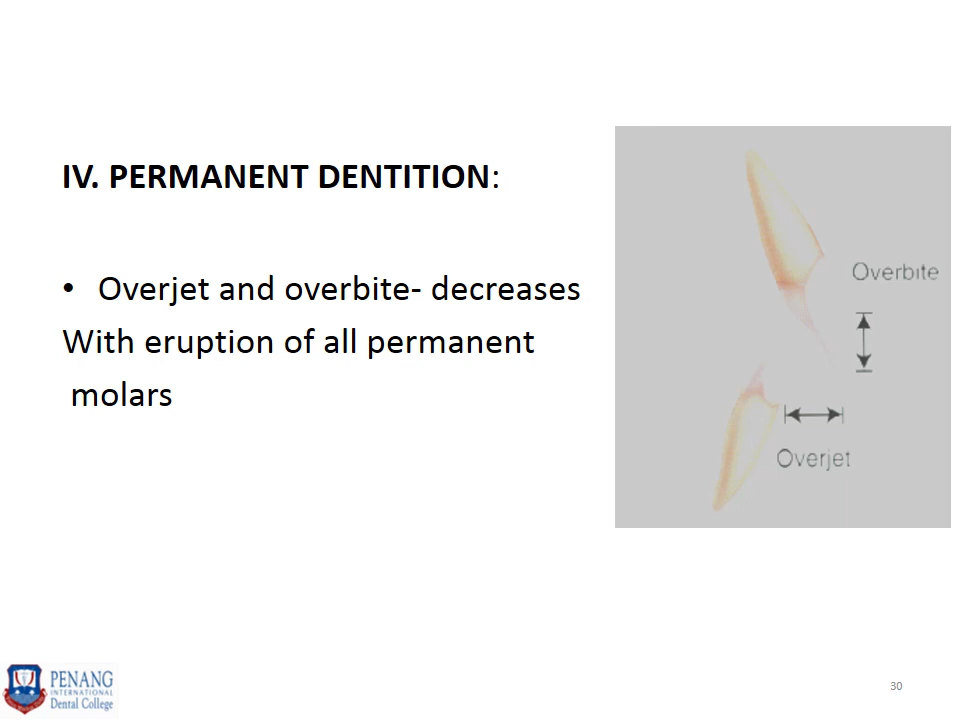 IV. PERMANENT DENTITION:
• Overjet and overbite- decreases
With eruption of all permanent
molars
Overbite
Overjet
PENANG
INTERNATIONAL
Dental College
30